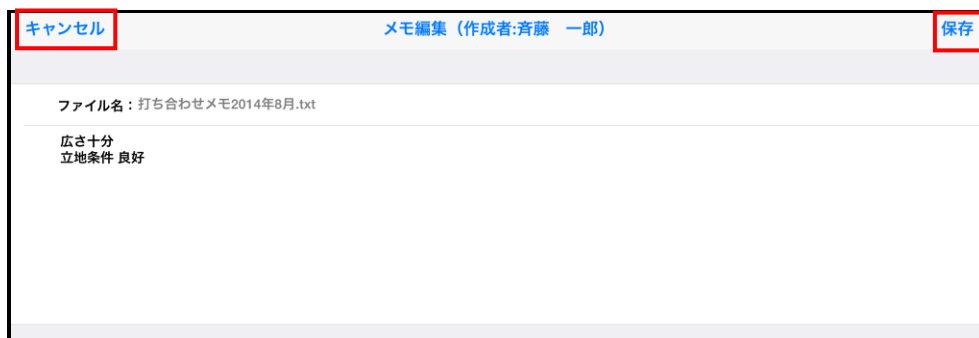 キャンセル メモ編集（作成者:斉藤　一郎） 保存
ファイル名：打ち合わせメモ2014年8月.txt
広さ十分
立地条件 良好